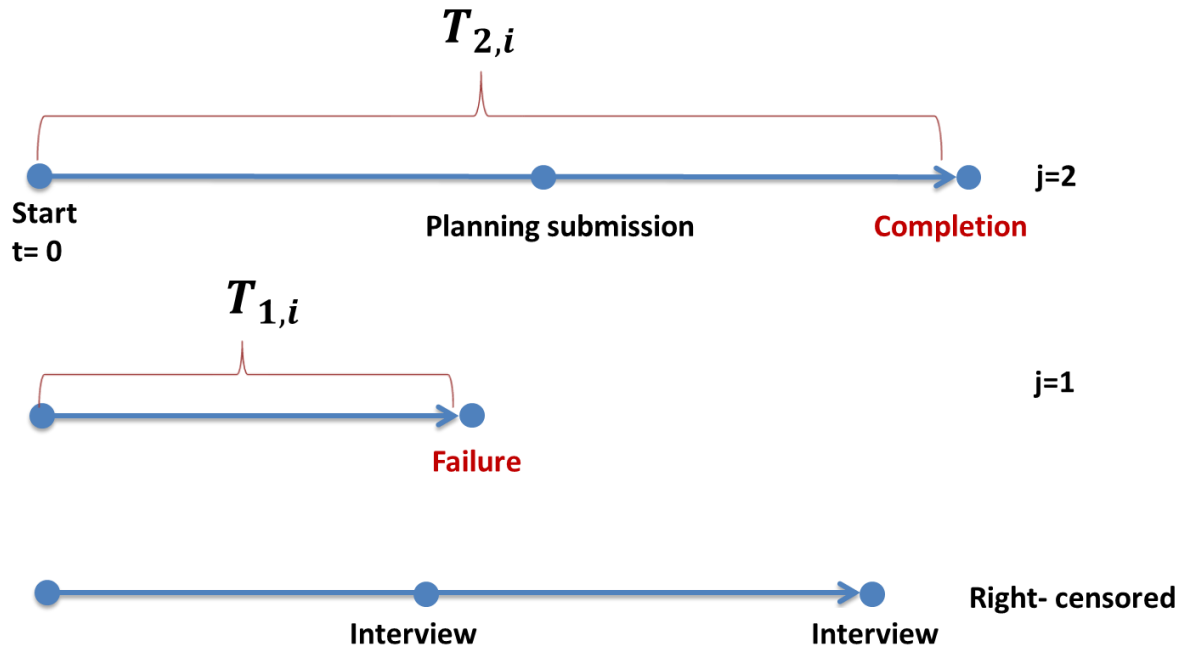 T2,i
j=2
Start
t= 0
Planning submission
Completion
T1,i
j=1
Failure
Right- censored
Interview
Interview